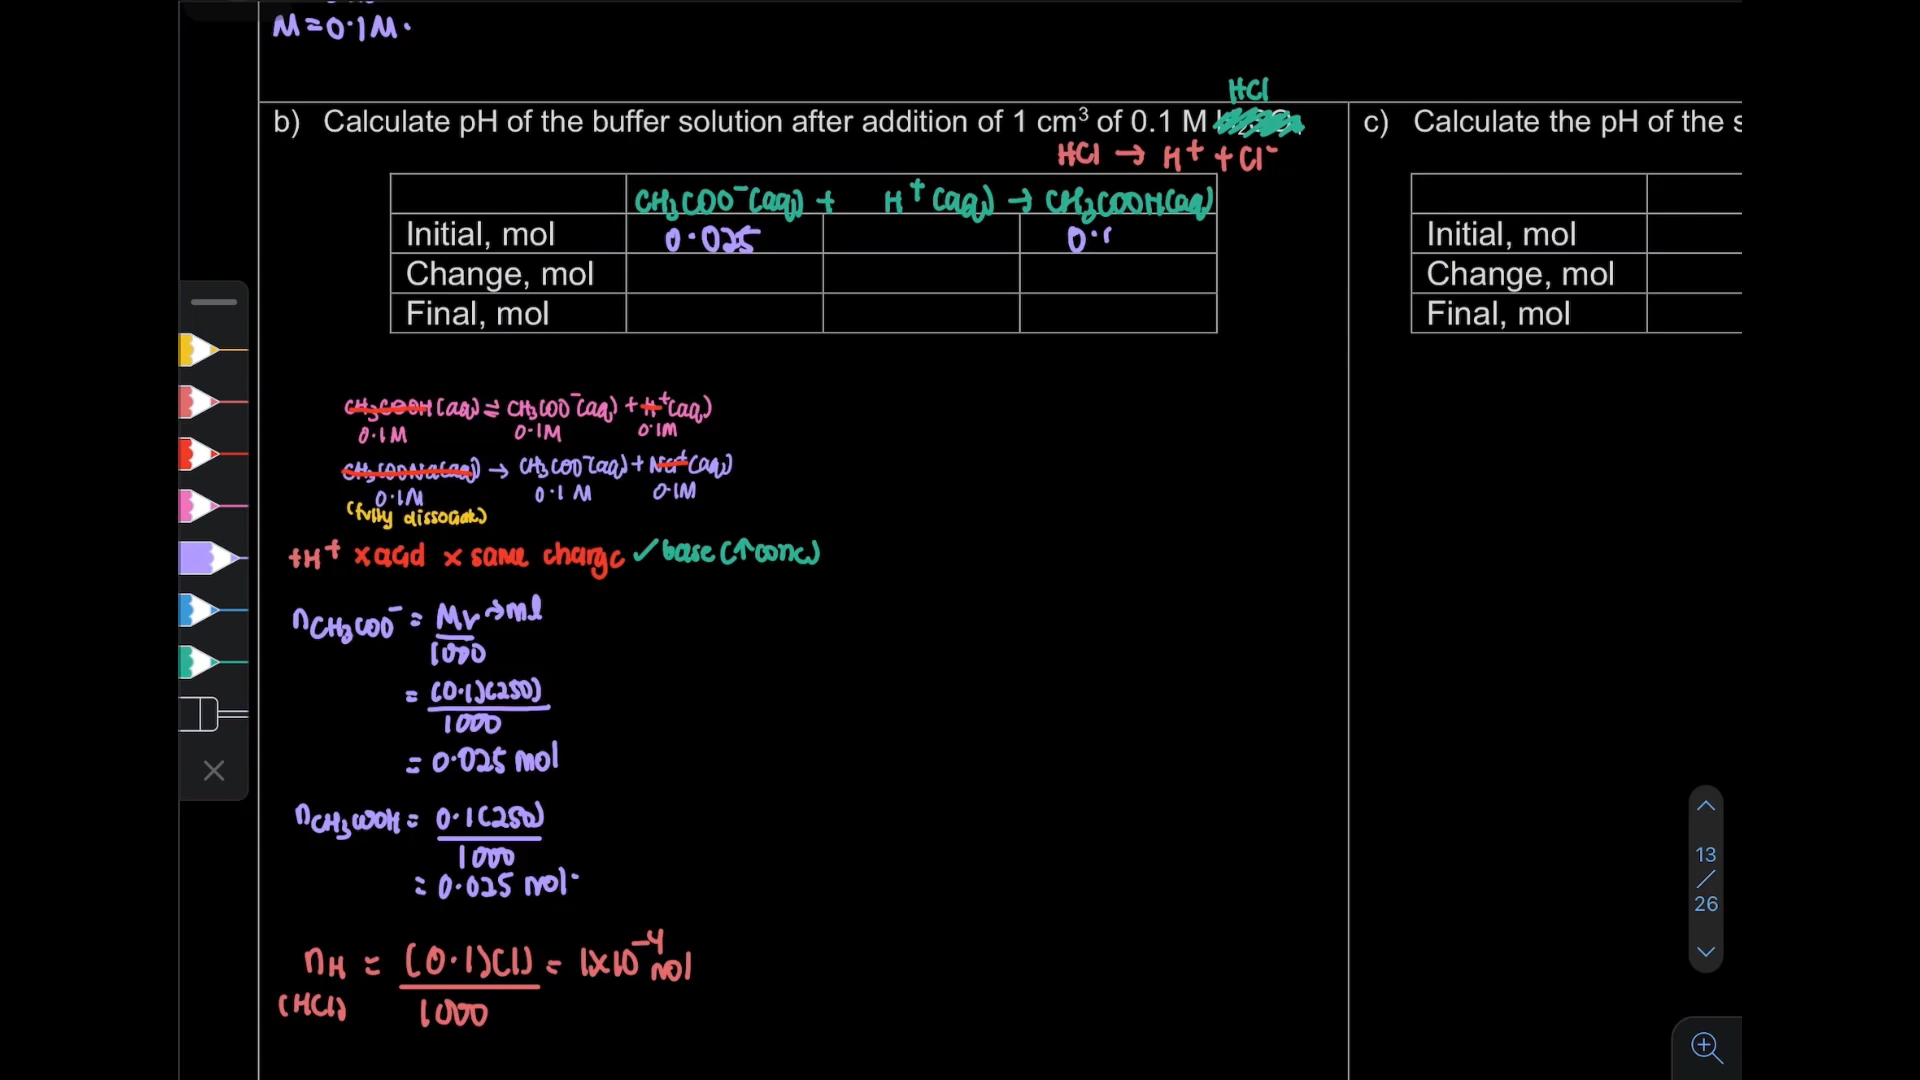 M=0.1M.
HCl
b) Calculate pH of the buffer solution after addition of 1 cm³ of 0.1 M
HCl → H⁺ + Cl⁻
CH₃COO⁻(aq) + H⁺(aq) → CH₃COOH(aq)
Initial, mol 0.025 0.0
Change, mol
Final, mol
c) Calculate the pH of the s
Initial, mol
Change, mol
Final, mol
CH₃COOH(aq) ⇌ CH₃COO⁻(aq) + H⁺(aq)
0.1M 0.1M 0.1M
CH₃COONa(aq) → CH₃COO⁻(aq) + Na⁺(aq)
0.1M 0.1M 0.1M
(fully dissociate)
+H⁺ ×acid × same charge ✓base (↑conc)
nCH₃COO⁻ = MV→ml
1000
= (0.1)(250)
1000
= 0.025 mol
nCH₃COOH = 0.1(250)
1000
= 0.025 mol.
nH = (0.1)(1) = 1×10⁻⁴ mol
(HCl) 1000
13
/
26